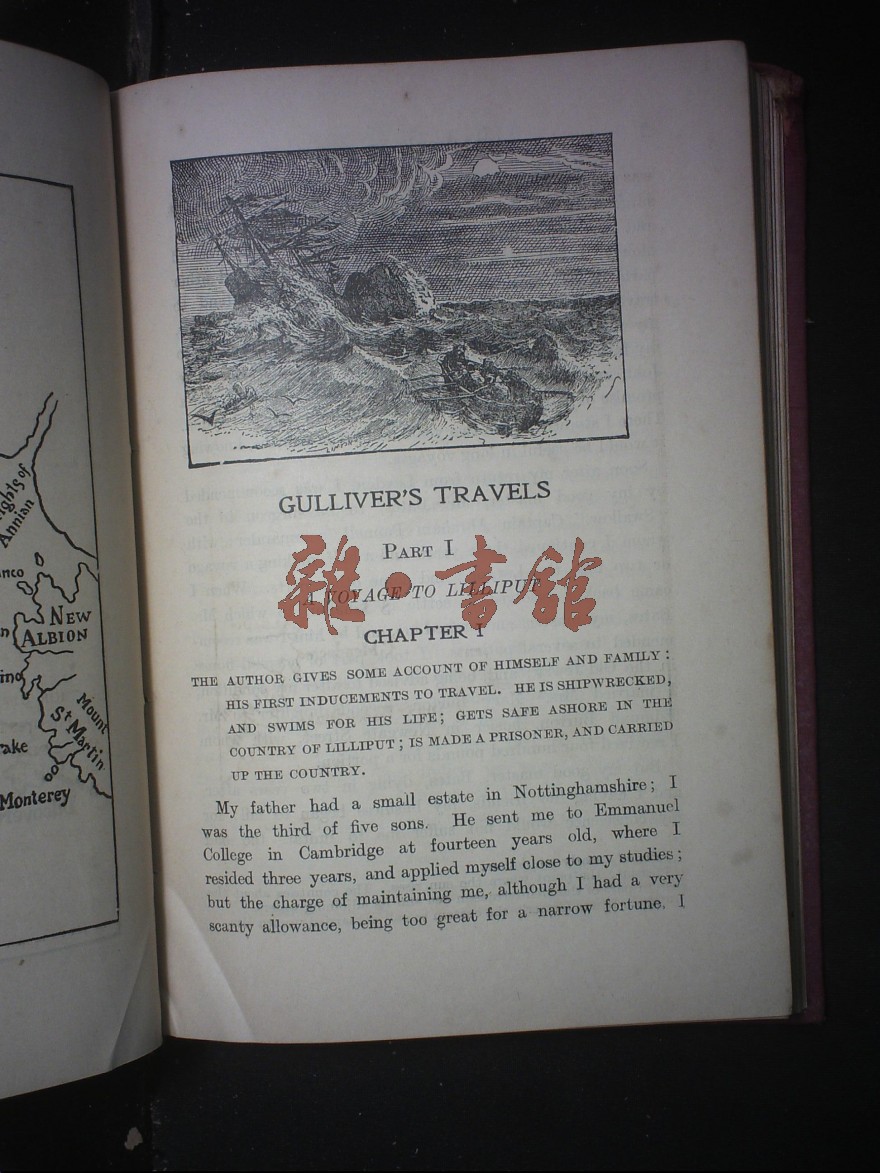 ights of
Annian
nco
NEW
ALBION
n
ino
Mount
St Martin
rake
Monterey
GULLIVER'S TRAVELS
PART I
A VOYAGE TO LILLIPUT
雜·書館
CHAPTER I
THE AUTHOR GIVES SOME ACCOUNT OF HIMSELF AND FAMILY :
HIS FIRST INDUCEMENTS TO TRAVEL. HE IS SHIPWRECKED,
AND SWIMS FOR HIS LIFE; GETS SAFE ASHORE IN THE
COUNTRY OF LILLIPUT ; IS MADE A PRISONER, AND CARRIED
UP THE COUNTRY.
My father had a small estate in Nottinghamshire; I
was the third of five sons. He sent me to Emmanuel
College in Cambridge at fourteen years old, where I
resided three years, and applied myself close to my studies ;
but the charge of maintaining me, although I had a very
scanty allowance, being too great for a narrow fortune, I